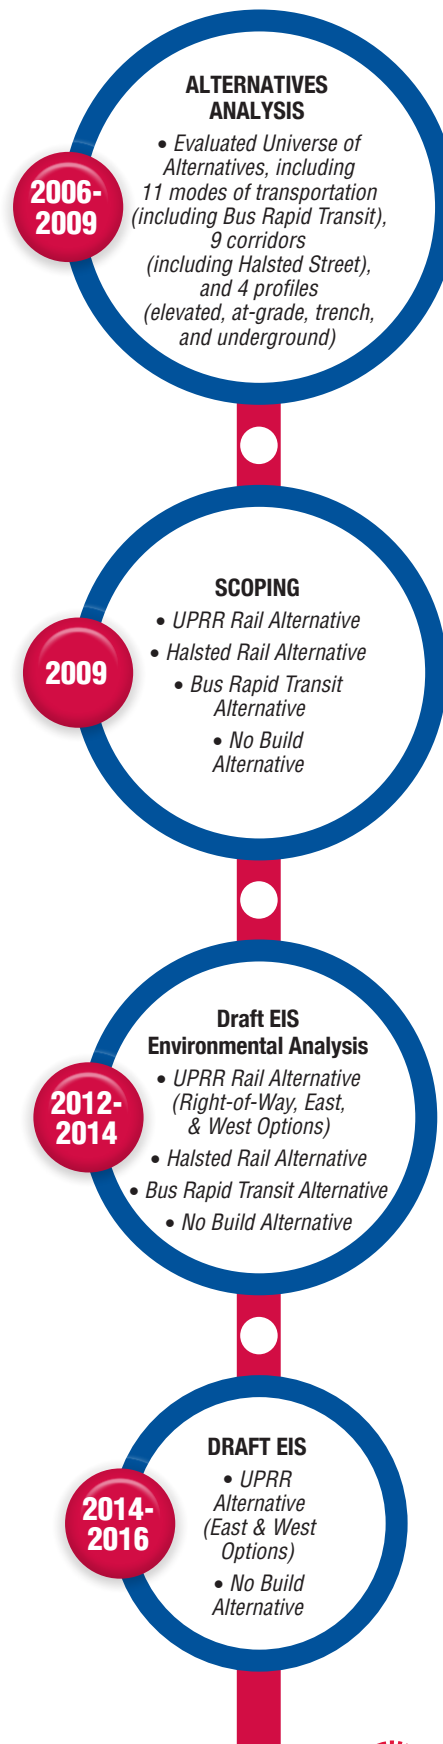 ALTERNATIVES
ANALYSIS
• Evaluated Universe of
Alternatives, including
11 modes of transportation
(including Bus Rapid Transit),
9 corridors
(including Halsted Street),
and 4 profiles
(elevated, at-grade, trench,
and underground)
2006-
2009
SCOPING
• UPRR Rail Alternative
• Halsted Rail Alternative
• Bus Rapid Transit
Alternative
• No Build
Alternative
2009
Draft EIS
Environmental Analysis
• UPRR Rail Alternative
(Right-of-Way, East,
& West Options)
• Halsted Rail Alternative
• Bus Rapid Transit Alternative
• No Build Alternative
2012-
2014
DRAFT EIS
• UPRR
Alternative
(East & West
Options)
• No Build
Alternative
2014-
2016